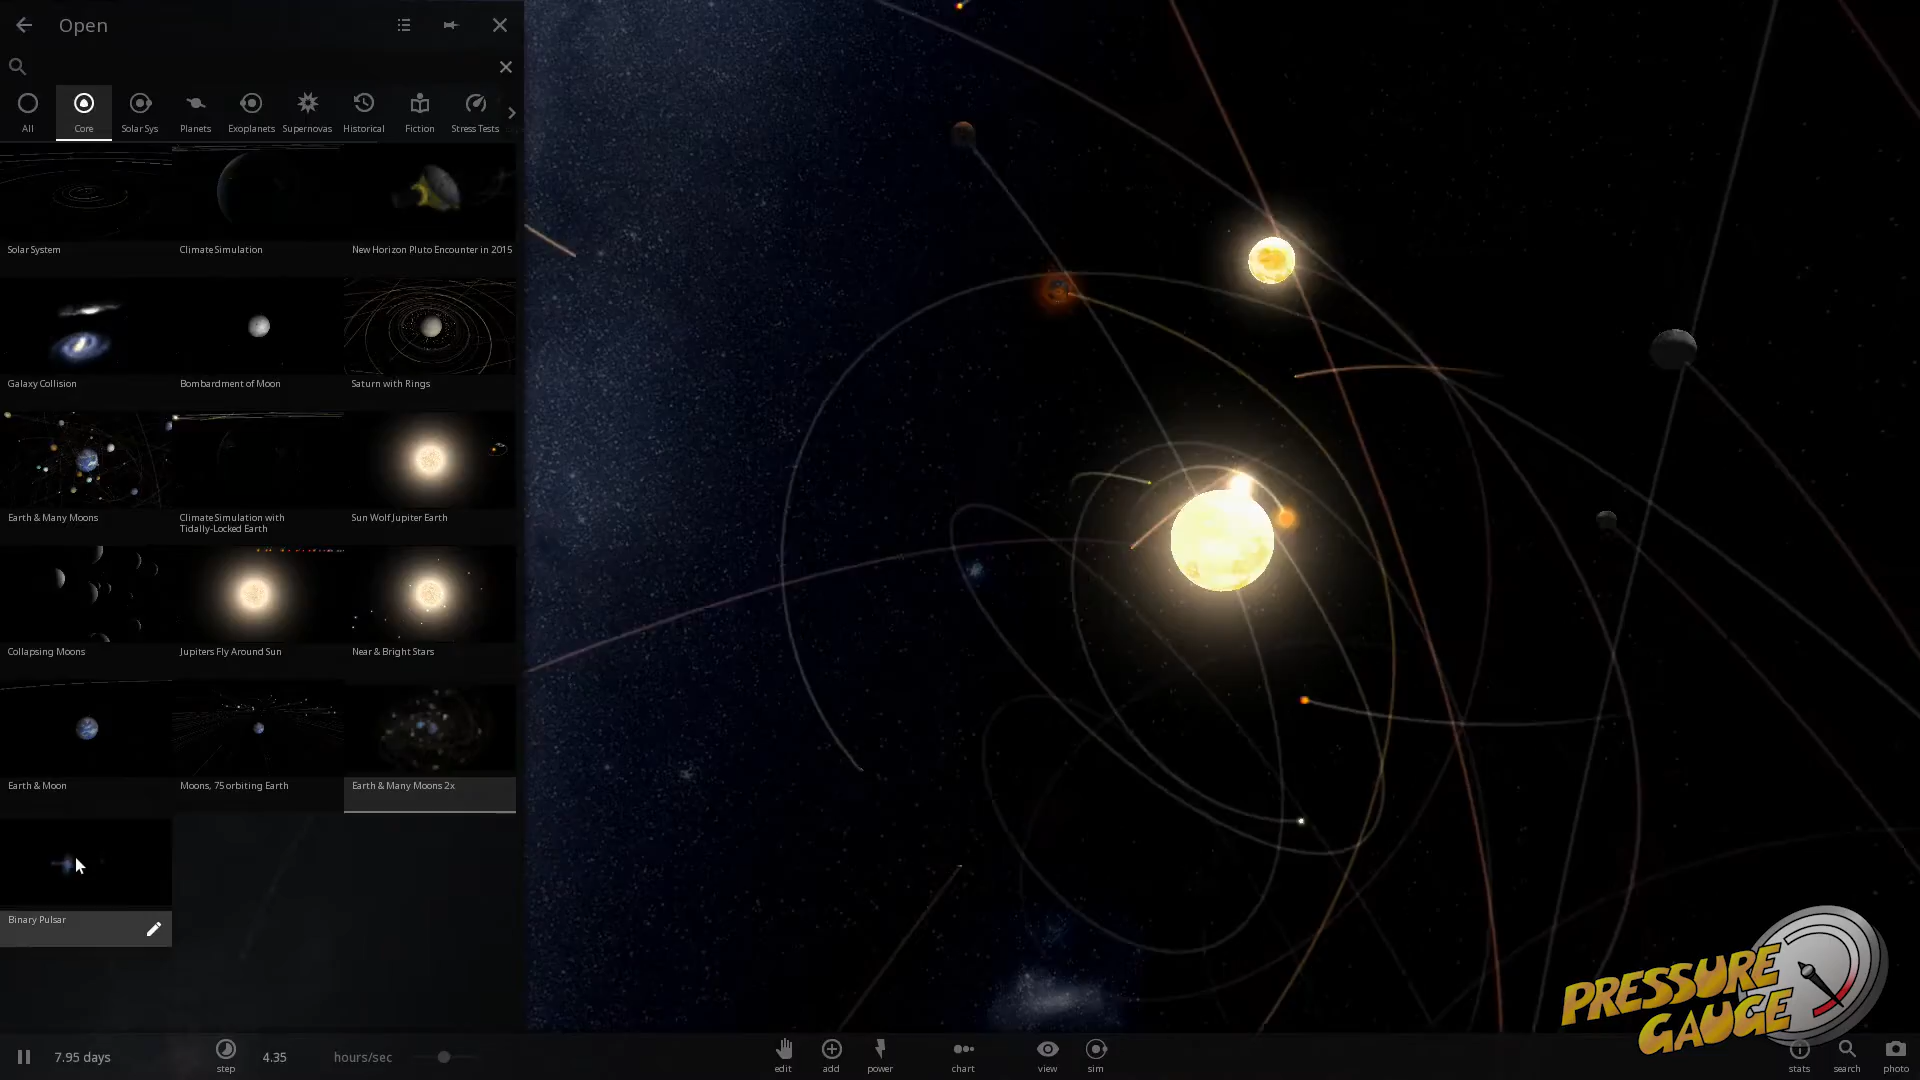 Open
All
Core
Solar Sys
Planets
Exoplanets
Supernovas
Historical
Fiction
Stress Tests
Solar System
Climate Simulation
New Horizon Pluto Encounter in 2015
Galaxy Collision
Bombardment of Moon
Saturn with Rings
Earth & Many Moons
Climate Simulation with
Tidally-Locked Earth
Sun Wolf Jupiter Earth
Collapsing Moons
Jupiters Fly Around Sun
Near & Bright Stars
Earth & Moon
Moons, 75 orbiting Earth
Earth & Many Moons 2x
Binary Pulsar
PRESSURE
GAUGE
7.95 days
step
4.35
hours/sec
edit
add
power
chart
view
sim
stats
search
photo